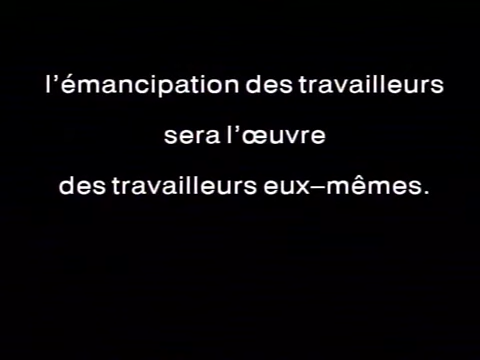 l'émancipation des travailleurs
sera l'œuvre
des travailleurs eux–mêmes.